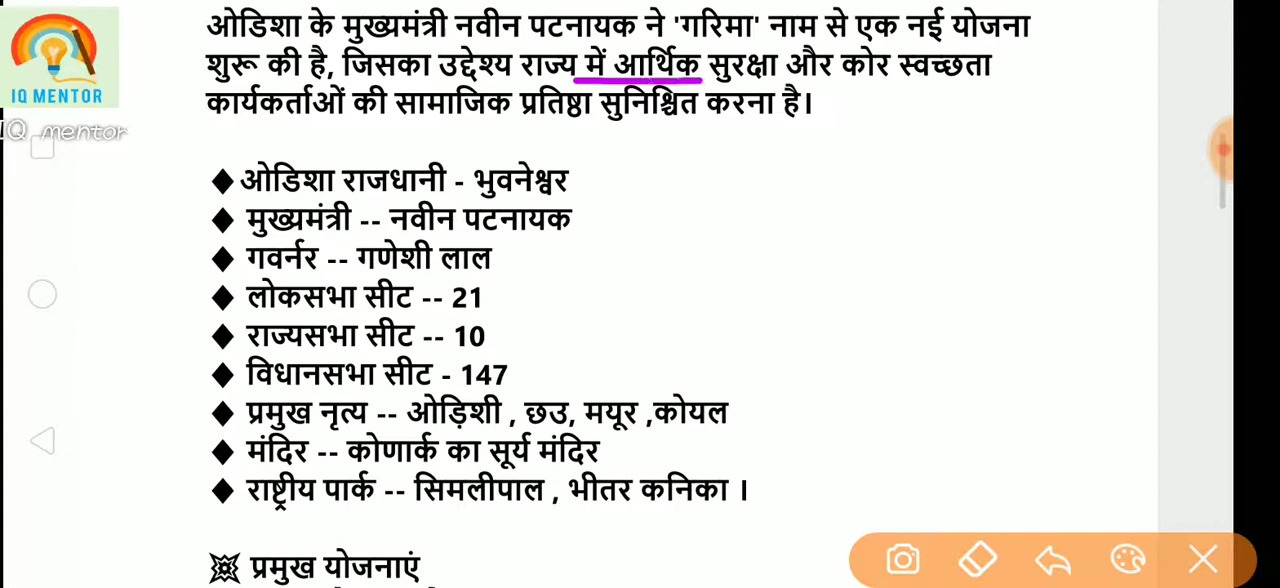 IQ MENTOR
IQ mentor
ओडिशा के मुख्यमंत्री नवीन पटनायक ने 'गरिमा' नाम से एक नई योजना
शुरू की है, जिसका उद्देश्य राज्य में आर्थिक सुरक्षा और कोर स्वच्छता
कार्यकर्ताओं की सामाजिक प्रतिष्ठा सुनिश्चित करना है।
◆ओडिशा राजधानी - भुवनेश्वर
◆ मुख्यमंत्री -- नवीन पटनायक
◆ गवर्नर -- गणेशी लाल
◆ लोकसभा सीट -- 21
◆ राज्यसभा सीट -- 10
◆ विधानसभा सीट - 147
◆ प्रमुख नृत्य -- ओड़िशी , छउ, मयूर ,कोयल
◆ मंदिर -- कोणार्क का सूर्य मंदिर
◆ राष्ट्रीय पार्क -- सिमलीपाल , भीतर कनिका ।
प्रमुख योजनाएं